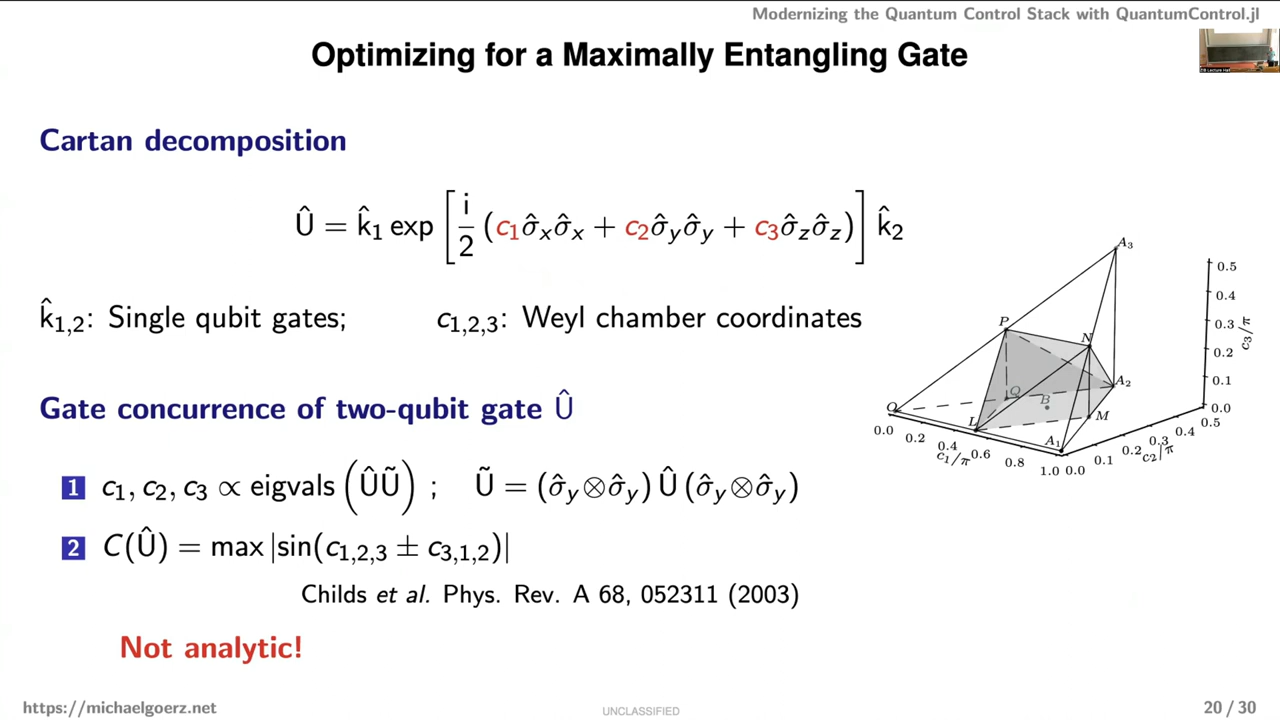 Modernizing the Quantum Control Stack with QuantumControl.jl
Optimizing for a Maximally Entangling Gate
Cartan decomposition
Û = k̂₁ exp [ i/2 (c₁σ̂ₓσ̂ₓ + c₂σ̂ᵧσ̂ᵧ + c₃σ̂_zσ̂_z) ] k̂₂
k̂₁,₂: Single qubit gates; c₁,₂,₃: Weyl chamber coordinates
Gate concurrence of two-qubit gate Û
1 c₁, c₂, c₃ ∝ eigvals (ÛŨ) ; Ũ = (σ̂ᵧ⊗σ̂ᵧ) Û (σ̂ᵧ⊗σ̂ᵧ)
2 C(Û) = max |sin(c₁,₂,₃ ± c₃,₁,₂)|
Childs et al. Phys. Rev. A 68, 052311 (2003)
Not analytic!
A₃
P
N
Q
B
A₂
O
L
M
A₁
0.0 0.2 0.4 0.6 0.8 1.0
c₁/π
0.0 0.1 0.2 0.3 0.4 0.5
c₂/π
0.5
0.4
0.3
0.2
0.1
0.0
c₃/π
https://michaelgoerz.net
UNCLASSIFIED
20 / 30